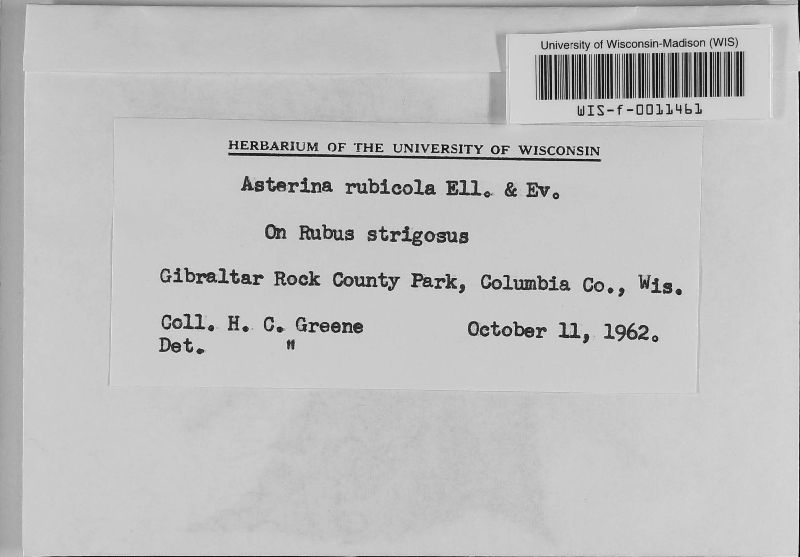 University of Wisconsin-Madison (WIS)
WIS-f-0011461
HERBARIUM OF THE UNIVERSITY OF WISCONSIN
Asterina rubicola Ell. & Ev.
On Rubus strigosus
Gibraltar Rock County Park, Columbia Co., Wis.
Coll. H. C. Greene October 11, 1962.
Det. "